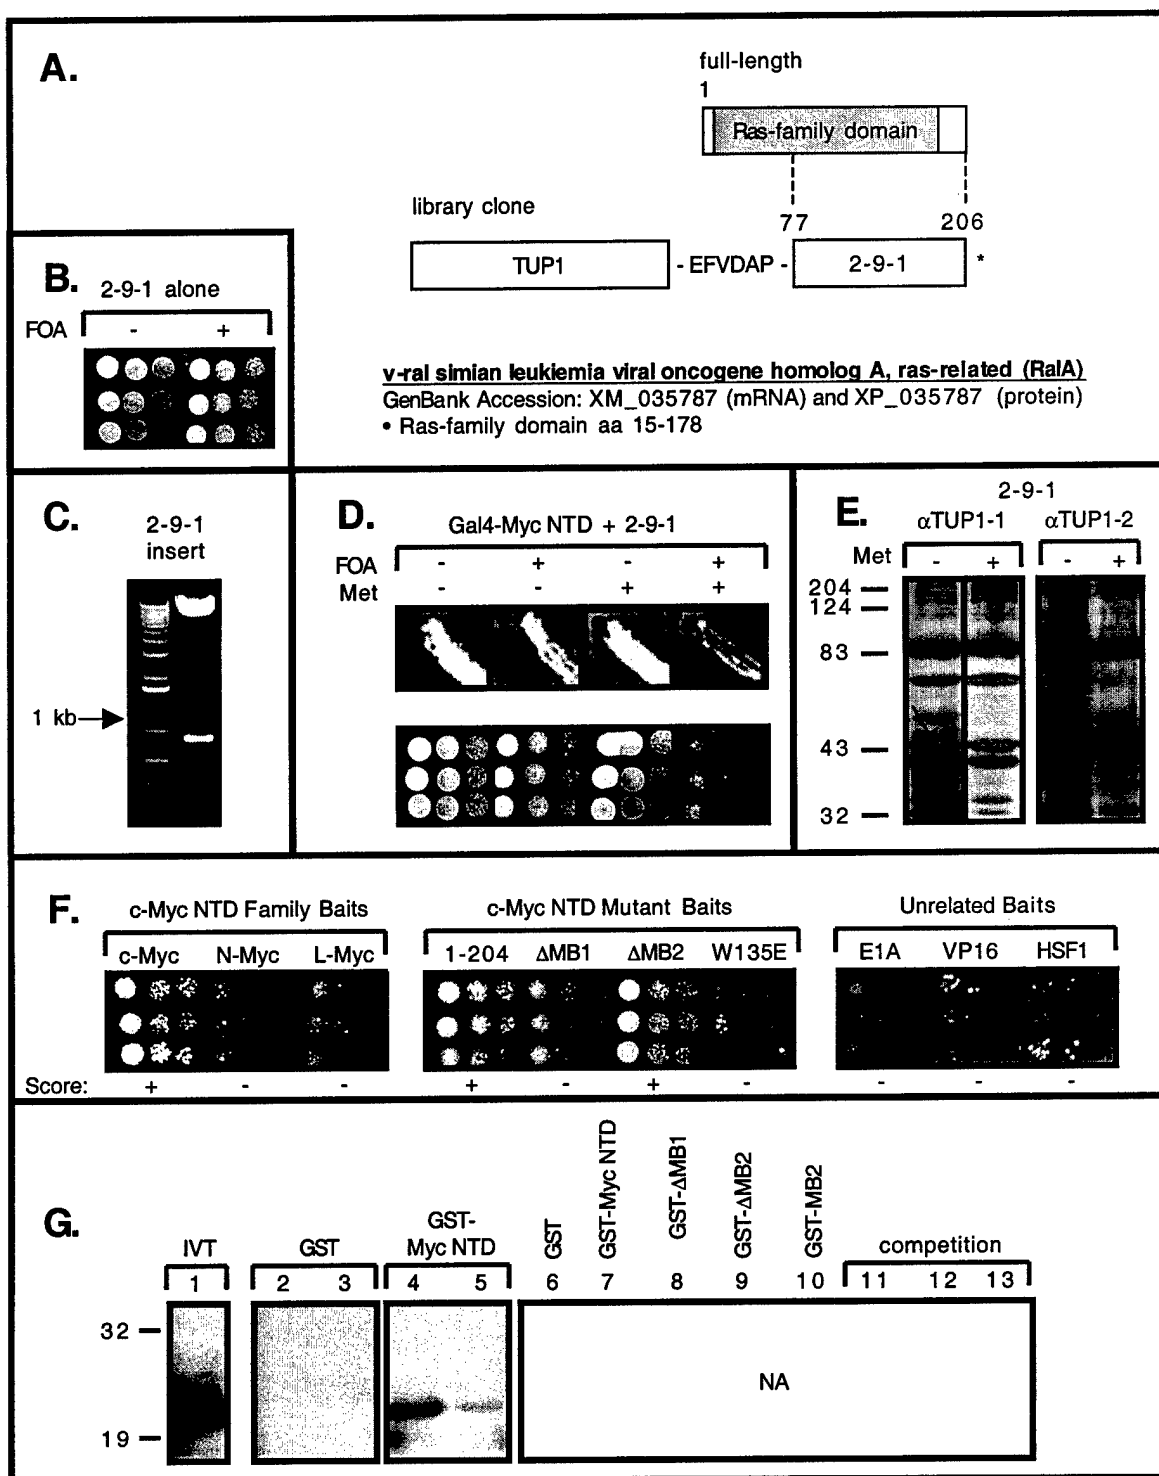 A.
full-length
1
Ras-family domain
library clone
77 206
TUP1 - EFVDAP - 2-9-1 *
v-ral simian leukiemia viral oncogene homolog A, ras-related (RalA)
GenBank Accession: XM_035787 (mRNA) and XP_035787 (protein)
• Ras-family domain aa 15-178
B.
2-9-1 alone
FOA - +
C.
2-9-1
insert
1 kb
D.
Gal4-Myc NTD + 2-9-1
FOA - + - +
Met - - + +
E.
2-9-1
αTUP1-1 αTUP1-2
Met - + - +
204
124
83
43
32
F.
c-Myc NTD Family Baits
c-Myc N-Myc L-Myc
c-Myc NTD Mutant Baits
1-204 ΔMB1 ΔMB2 W135E
Unrelated Baits
E1A VP16 HSF1
Score: + - - + - + - - - -
G.
IVT
1
GST
2 3
GST-
Myc NTD
4 5
GST
6
GST-Myc NTD
7
GST-ΔMB1
8
GST-ΔMB2
9
GST-MB2
10
competition
11 12 13
32
19
NA